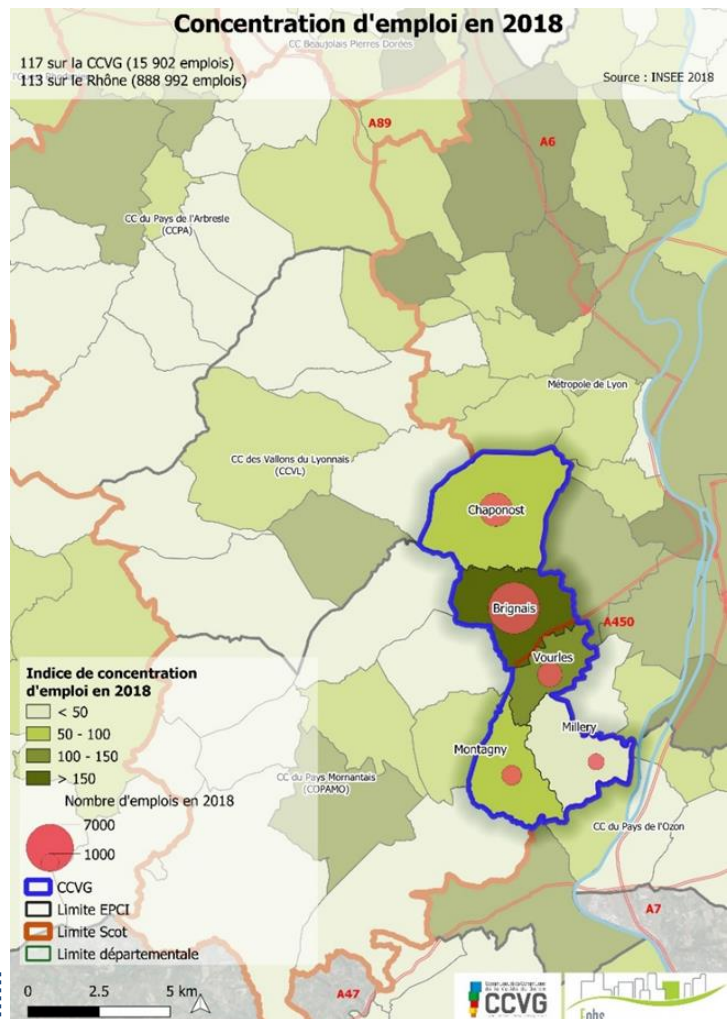 Concentration d'emploi en 2018
CC Beaujolais Pierres Dorées
117 sur la CCVG (15 902 emplois)
113 sur le Rhône (888 992 emplois)
Source : INSEE 2018
A89
A6
CC du Pays de l'Arbresle
(CCPA)
Métropole de Lyon
CC des Vallons du Lyonnais
(CCVL)
Chaponost
Brignais
A450
Vourles
Millery
Montagny
CC du Pays Mornantais
(COPAMO)
CC du Pays de l'Ozon
A7
A47
Indice de concentration
d'emploi en 2018
< 50
50 - 100
100 - 150
> 150
Nombre d'emplois en 2018
7000
1000
CCVG
Limite EPCI
Limite Scot
Limite départementale
0 2.5 5 km
CCVG